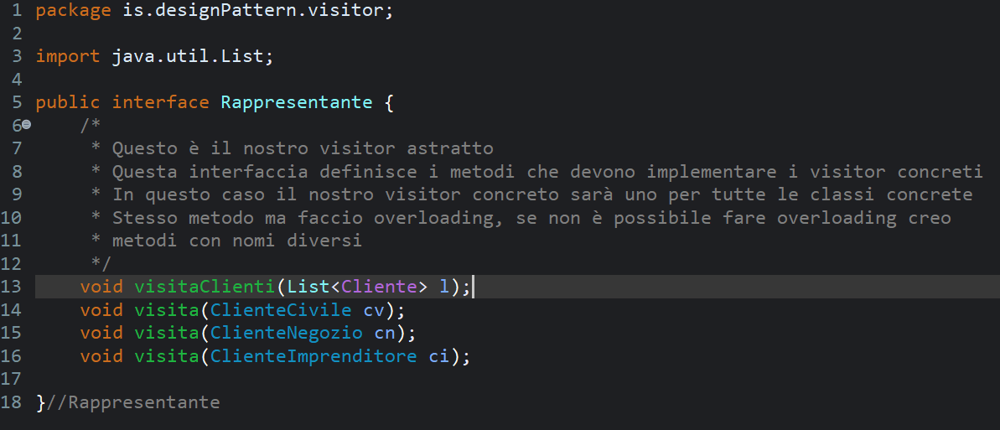 1 package is.designPattern.visitor;
2
3 import java.util.List;
4
5 public interface Rappresentante {
6 /*
7 * Questo è il nostro visitor astratto
8 * Questa interfaccia definisce i metodi che devono implementare i visitor concreti
9 * In questo caso il nostro visitor concreto sarà uno per tutte le classi concrete
10 * Stesso metodo ma faccio overloading, se non è possibile fare overloading creo
11 * metodi con nomi diversi
12 */
13 void visitaClienti(List<Cliente> l);
14 void visita(ClienteCivile cv);
15 void visita(ClienteNegozio cn);
16 void visita(ClienteImprenditore ci);
17
18 }//Rappresentante